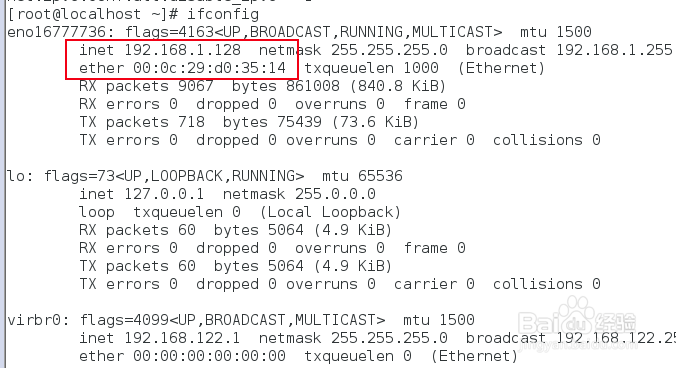 [root@localhost ~]# ifconfig
eno16777736: flags=4163<UP,BROADCAST,RUNNING,MULTICAST>  mtu 1500
        inet 192.168.1.128  netmask 255.255.255.0  broadcast 192.168.1.255
        ether 00:0c:29:d0:35:14  txqueuelen 1000  (Ethernet)
        RX packets 9067  bytes 861008 (840.8 KiB)
        RX errors 0  dropped 0  overruns 0  frame 0
        TX packets 718  bytes 75439 (73.6 KiB)
        TX errors 0  dropped 0 overruns 0  carrier 0  collisions 0
lo: flags=73<UP,LOOPBACK,RUNNING>  mtu 65536
        inet 127.0.0.1  netmask 255.0.0.0
        loop  txqueuelen 0  (Local Loopback)
        RX packets 60  bytes 5064 (4.9 KiB)
        RX errors 0  dropped 0  overruns 0  frame 0
        TX packets 60  bytes 5064 (4.9 KiB)
        TX errors 0  dropped 0 overruns 0  carrier 0  collisions 0
virbr0: flags=4099<UP,BROADCAST,MULTICAST>  mtu 1500
        inet 192.168.122.1  netmask 255.255.255.0  broadcast 192.168.122.25
        ether 00:00:00:00:00:00  txqueuelen 0  (Ethernet)
Baidu 经验
jingyan.baidu.com